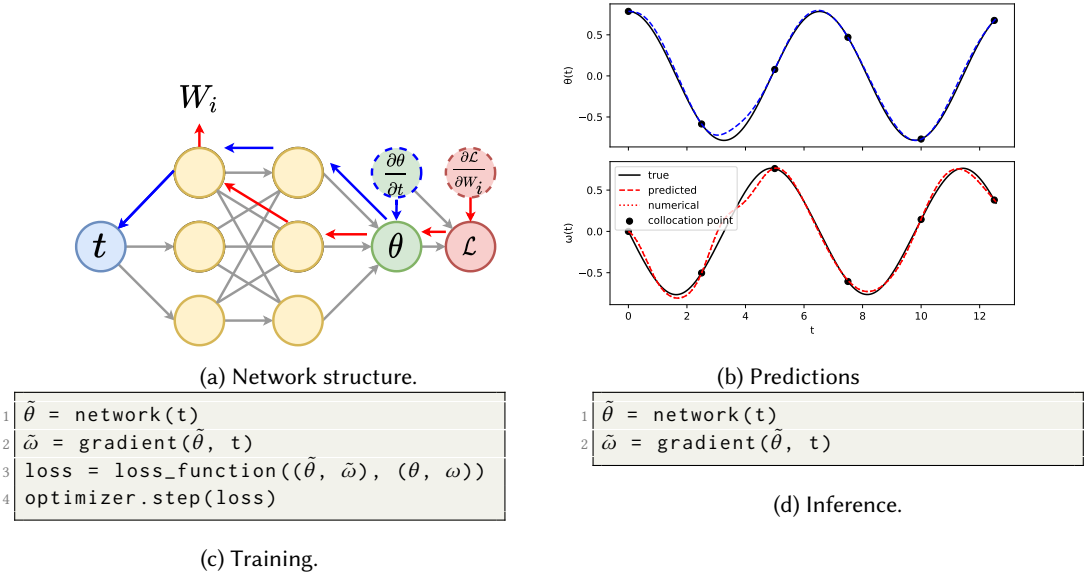 W_i
∂θ/∂t
∂ℒ/∂W_i
t
θ
ℒ
(a) Network structure.
θ(t)
0.5
0.0
−0.5
ω(t)
0.5
0.0
−0.5
true
predicted
numerical
collocation point
0 2 4 6 8 10 12
t
(b) Predictions
1 θ̃ = network(t)
2 ω̃ = gradient(θ̃, t)
3 loss = loss_function((θ̃, ω̃), (θ, ω))
4 optimizer.step(loss)
(c) Training.
1 θ̃ = network(t)
2 ω̃ = gradient(θ̃, t)
(d) Inference.